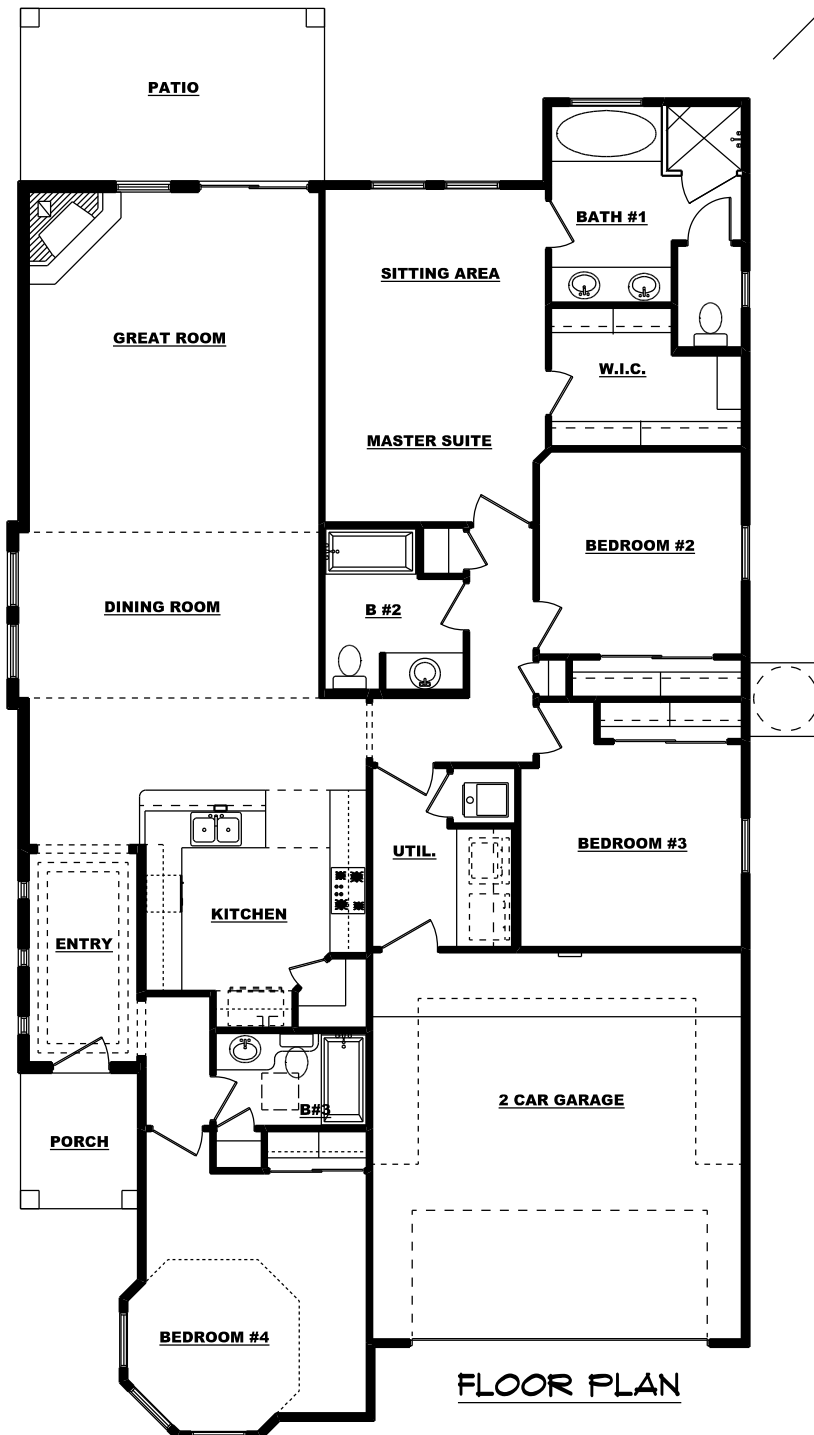 PATIO
BATH #1
SITTING AREA
GREAT ROOM
W.I.C.
MASTER SUITE
BEDROOM #2
DINING ROOM
B #2
BEDROOM #3
UTIL.
KITCHEN
ENTRY
2 CAR GARAGE
B#3
PORCH
BEDROOM #4
FLOOR PLAN